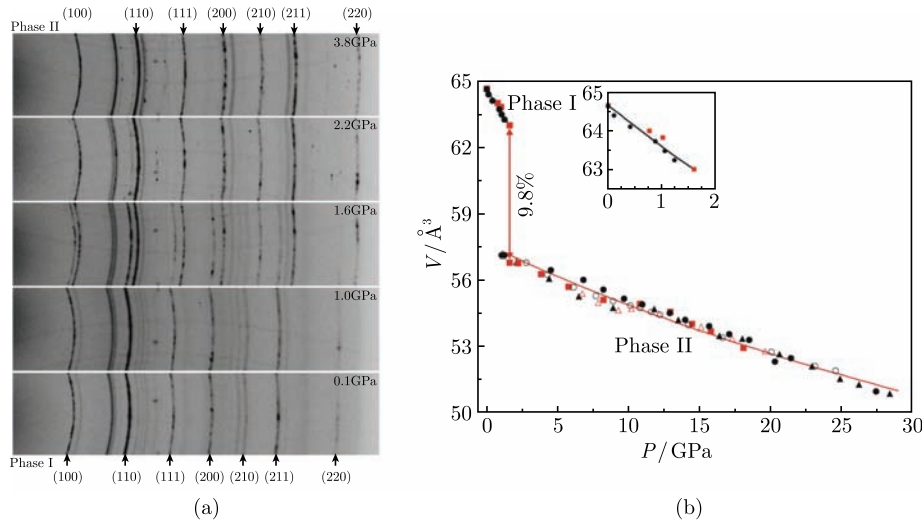 (a)
(100) (110) (111) (200) (210) (211) (220)
Phase II
3.8GPa
2.2GPa
1.6GPa
1.0GPa
0.1GPa
Phase I
(100) (110) (111) (200) (210) (211) (220)
(a)
(b)
65
62
59
56
53
50
V/Å³
0 5 10 15 20 25 30
P/GPa
Phase I
9.8%
Phase II
65
64
63
0 1 2
(b)